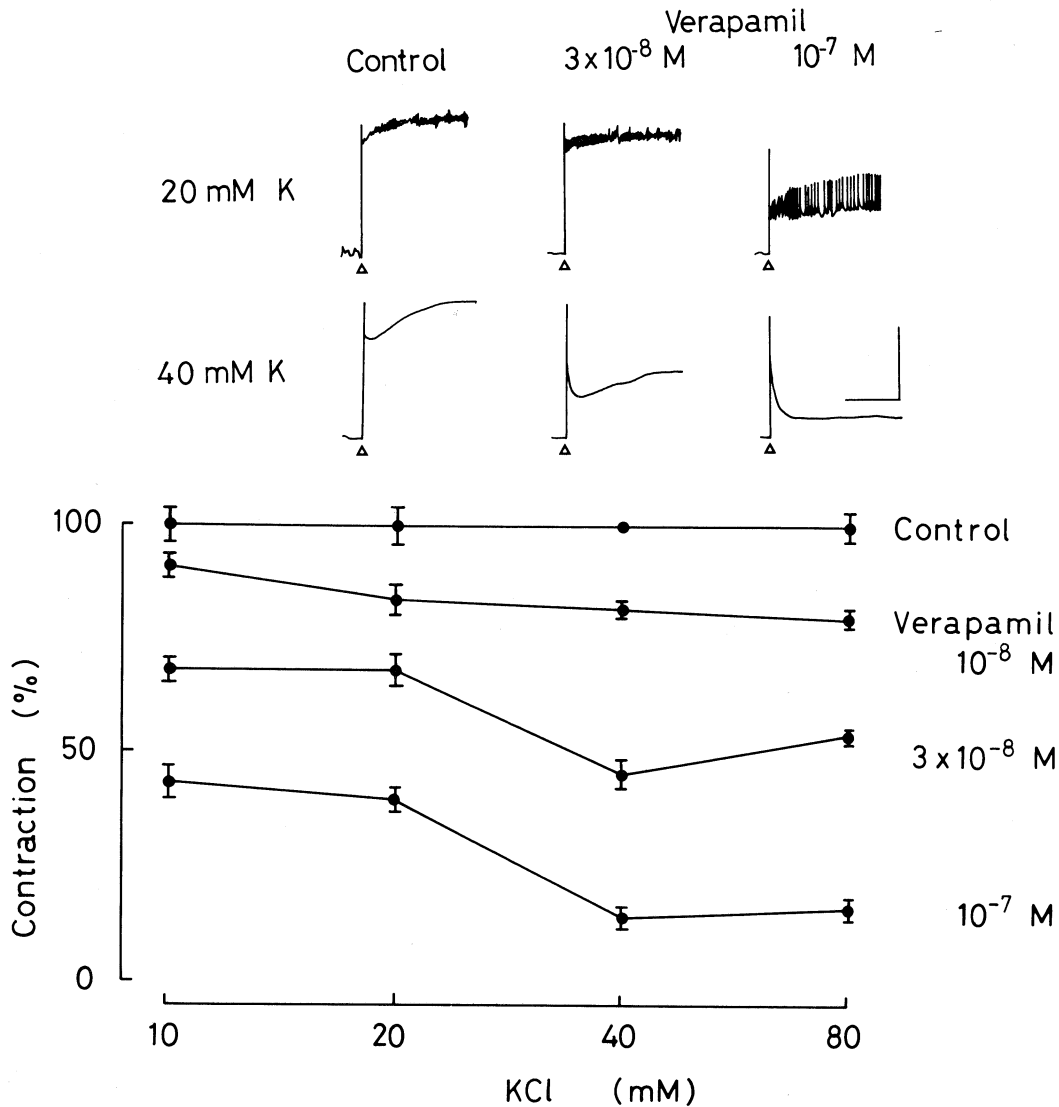 Verapamil
Control 3x10⁻⁸ M 10⁻⁷ M
20 mM K
40 mM K
100
50
0
Contraction (%)
Control
Verapamil
10⁻⁸ M
3x10⁻⁸ M
10⁻⁷ M
10 20 40 80
KCl (mM)